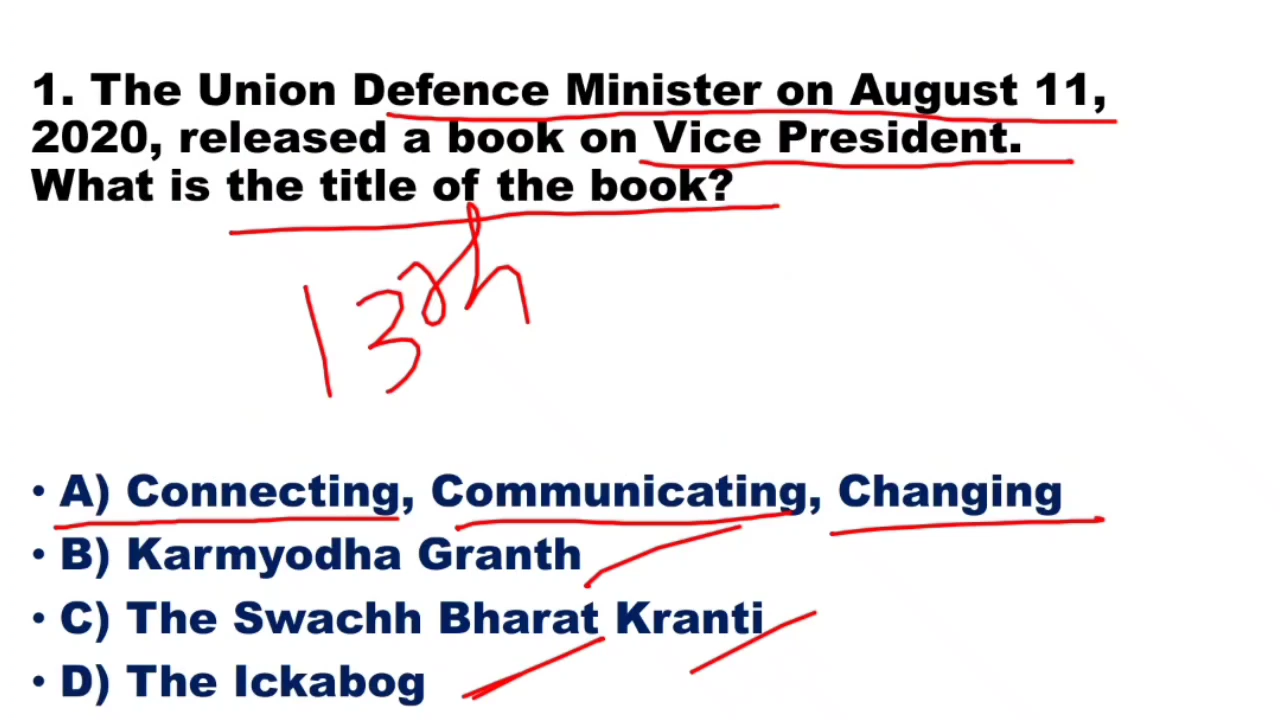 1. The Union Defence Minister on August 11,
2020, released a book on Vice President.
What is the title of the book?
13th
• A) Connecting, Communicating, Changing
• B) Karmyodha Granth
• C) The Swachh Bharat Kranti
• D) The Ickabog